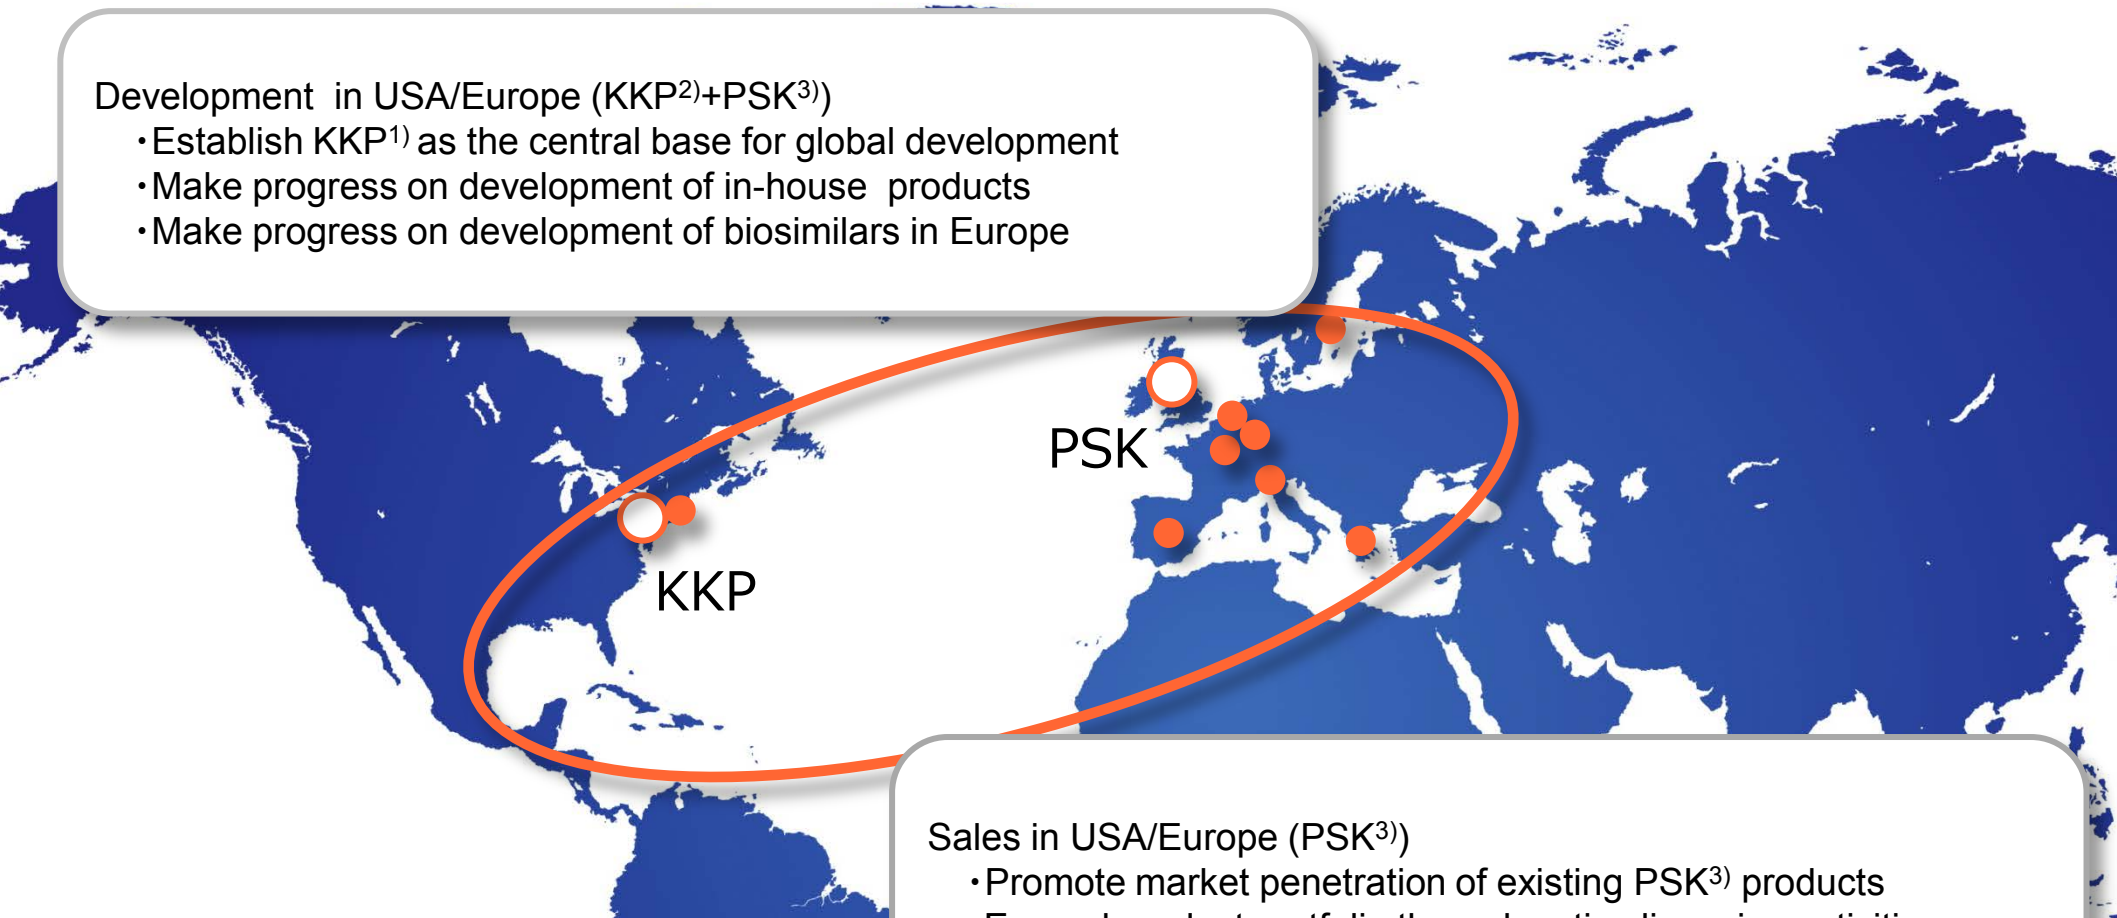 Development in USA/Europe (KKP2)+PSK3))
・Establish KKP1) as the central base for global development
・Make progress on development of in-house products
・Make progress on development of biosimilars in Europe
PSK
KKP
Sales in USA/Europe (PSK3))
・Promote market penetration of existing PSK3) products